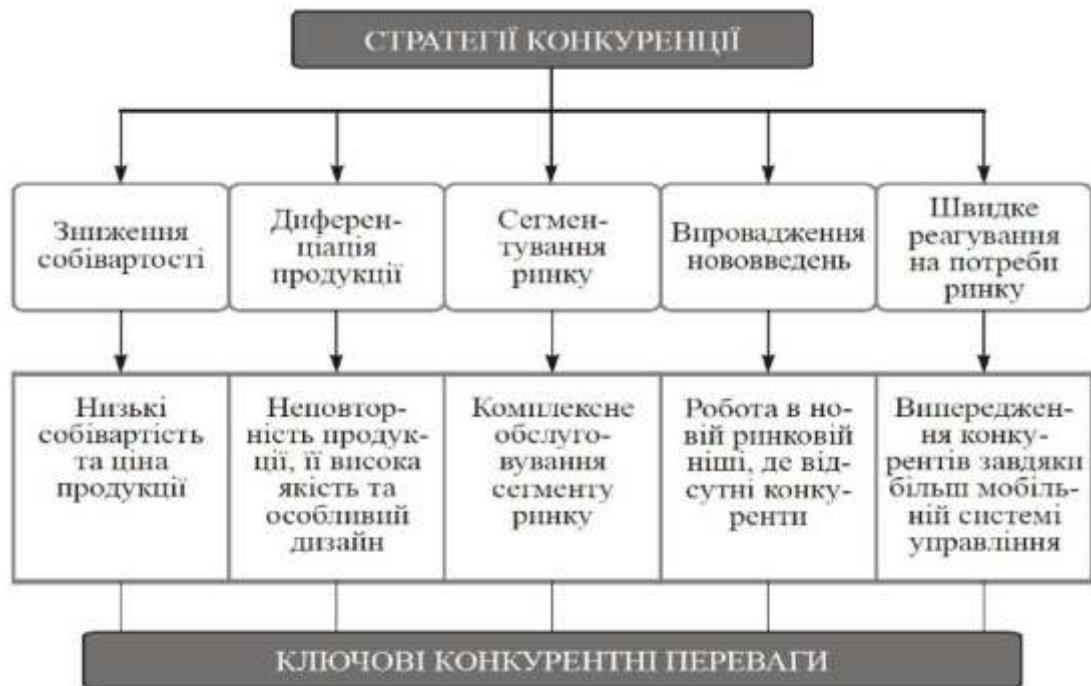 СТРАТЕГІЇ КОНКУРЕНЦІЇ
Зниження
собівартості
Диферен-
ціація
продукції
Сегмен-
тування
ринку
Впровадження
нововведень
Швидке
реагування
на потреби
ринку
Низькі
собівартість
та ціна
продукції
Неповтор-
ність продук-
ції, її висока
якість та
особливий
дизайн
Комплексне
обслуго-
вування
сегменту
ринку
Робота в но-
вій ринковій
ніші, де від-
сутні конку-
ренти
Випереджен-
ня конку-
рентів завдяки
більш мобіль-
ній системі
управління
КЛЮЧОВІ КОНКУРЕНТНІ ПЕРЕВАГИ